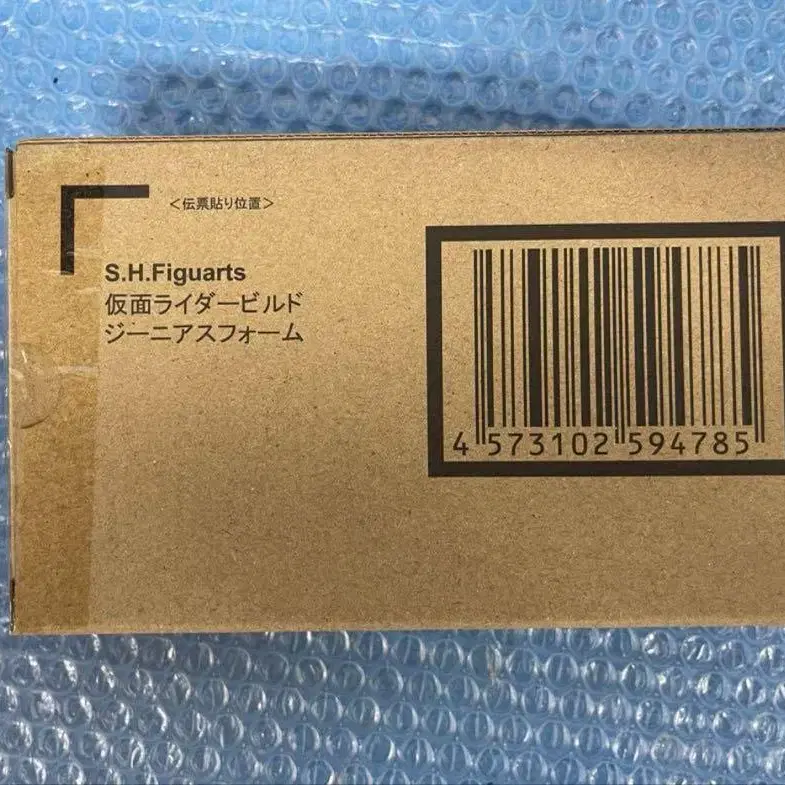 ＜伝票貼り位置＞
S.H.Figuarts
仮面ライダービルド
ジーニアスフォーム
4 573102 594785